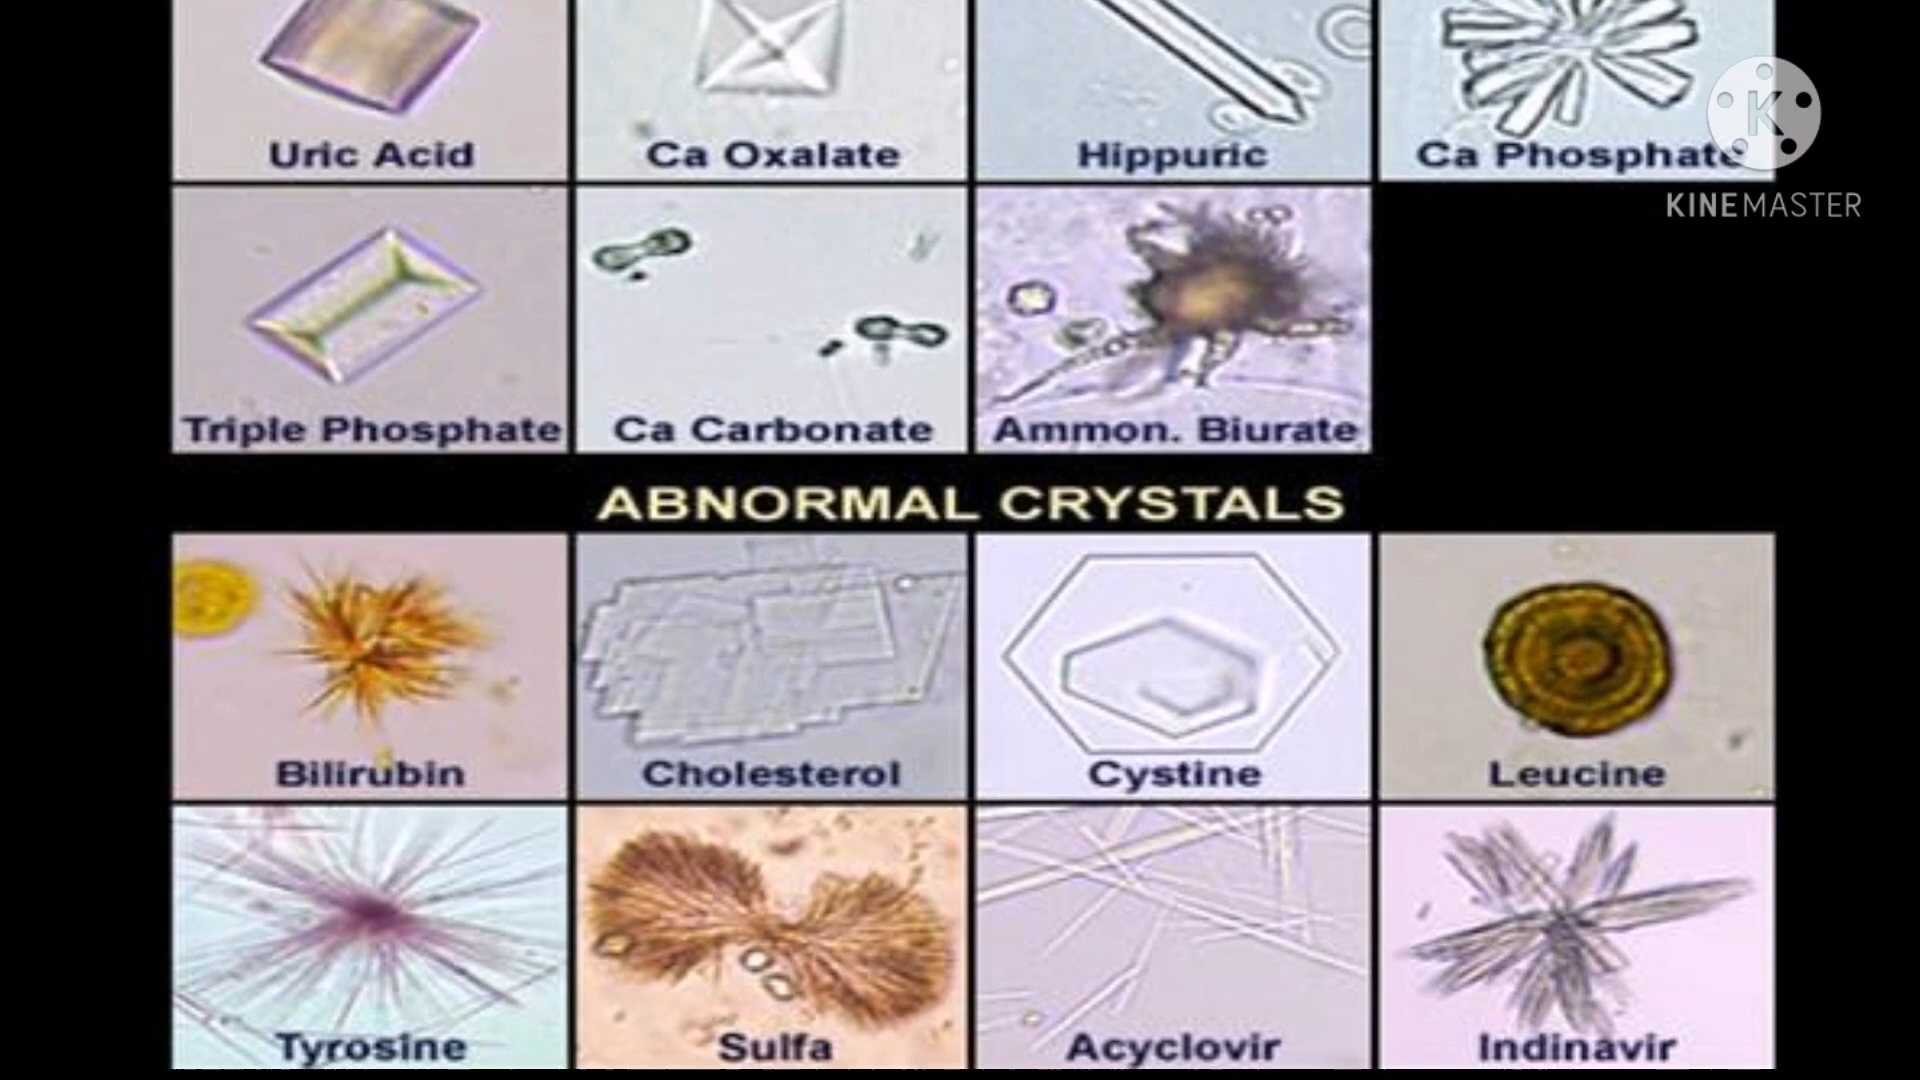 Uric Acid
Ca Oxalate
Hippuric
Ca Phosphate
KINEMASTER
Triple Phosphate
Ca Carbonate
Ammon. Biurate
ABNORMAL CRYSTALS
Bilirubin
Cholesterol
Cystine
Leucine
Tyrosine
Sulfa
Acyclovir
Indinavir